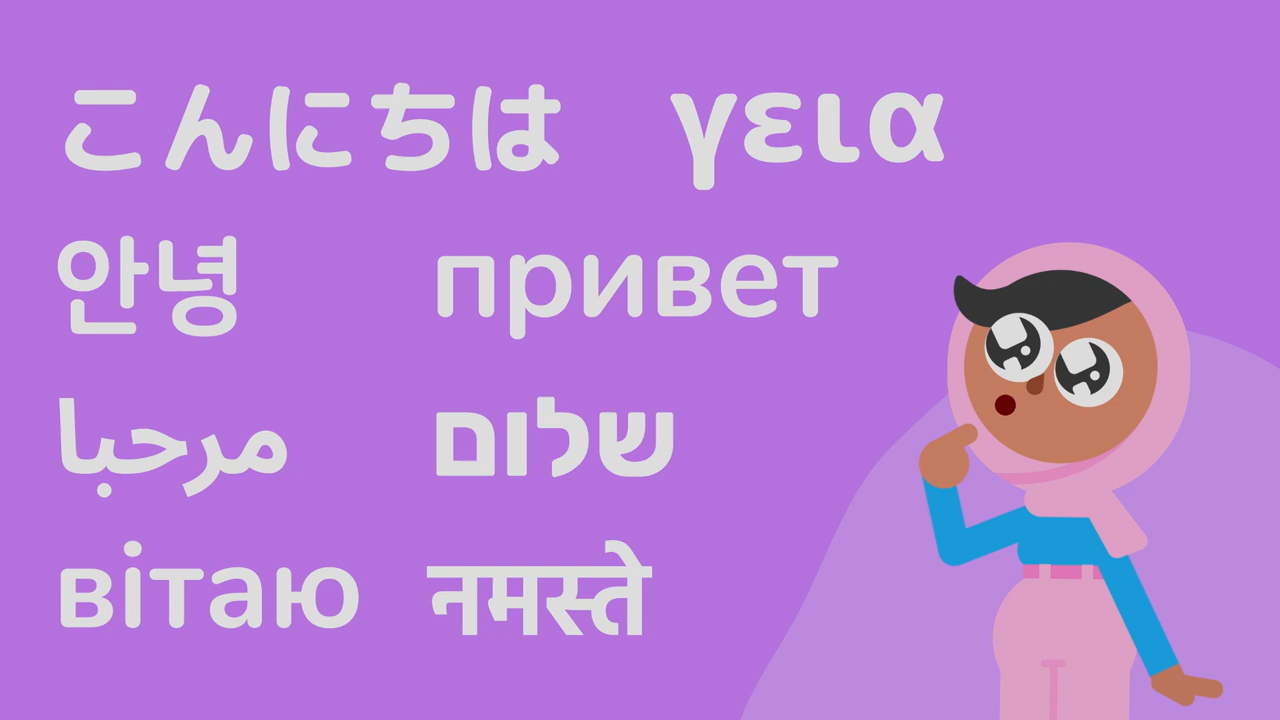 こんにちは γεια
안녕 привет
مرحبا שלום
вітаю नमस्ते